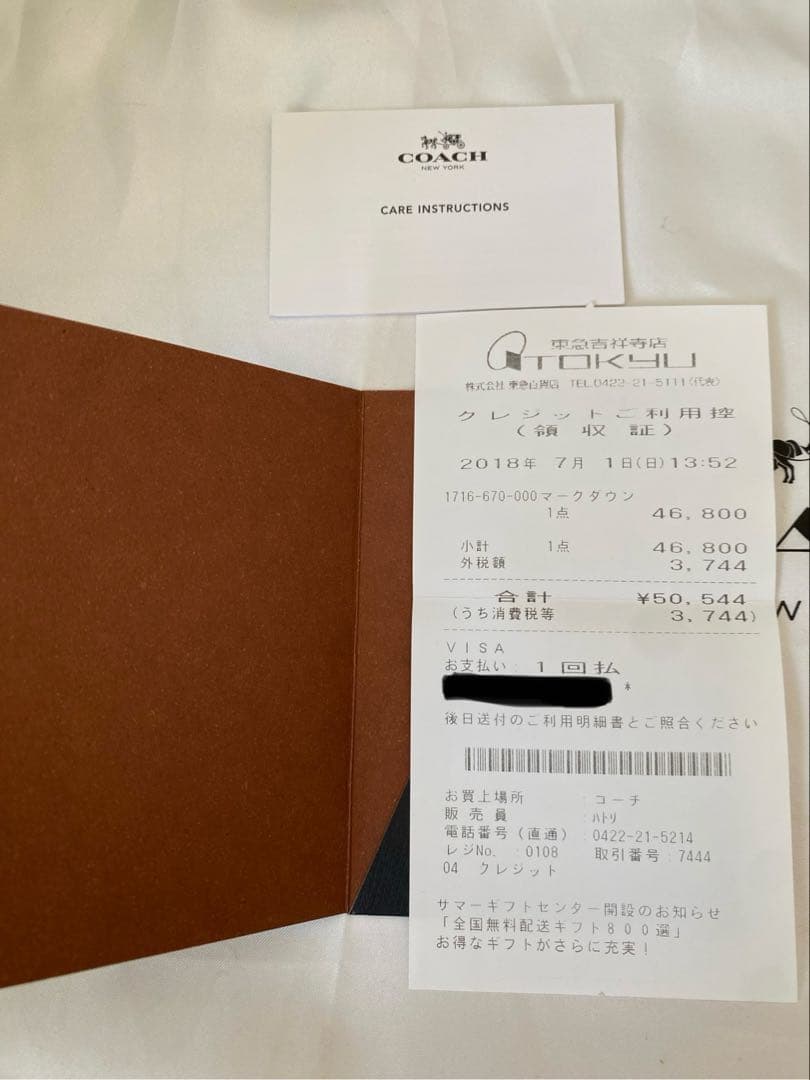 COACH
NEW YORK
CARE INSTRUCTIONS
東急吉祥寺店
TOKYU
株式会社 東急百貨店 TEL.0422-21-5111(代表)
クレジットご利用控
(領収証)
2018年 7月 1日(日)13:52
1716-670-000マークダウン
1点 46,800
小計 1点 46,800
外税額 3,744
合計 ¥50,544
(うち消費税等 3,744)
VISA
お支払い: 1回払
*
後日送付のご利用明細書とご照合ください
お買上場所 :コーチ
販売員 :ハトリ
電話番号(直通) :0422-21-5214
レジNo. :0108 取引番号:7444
04 クレジット
サマーギフトセンター開設のお知らせ
「全国無料配送ギフト800選」
お得なギフトがさらに充実!